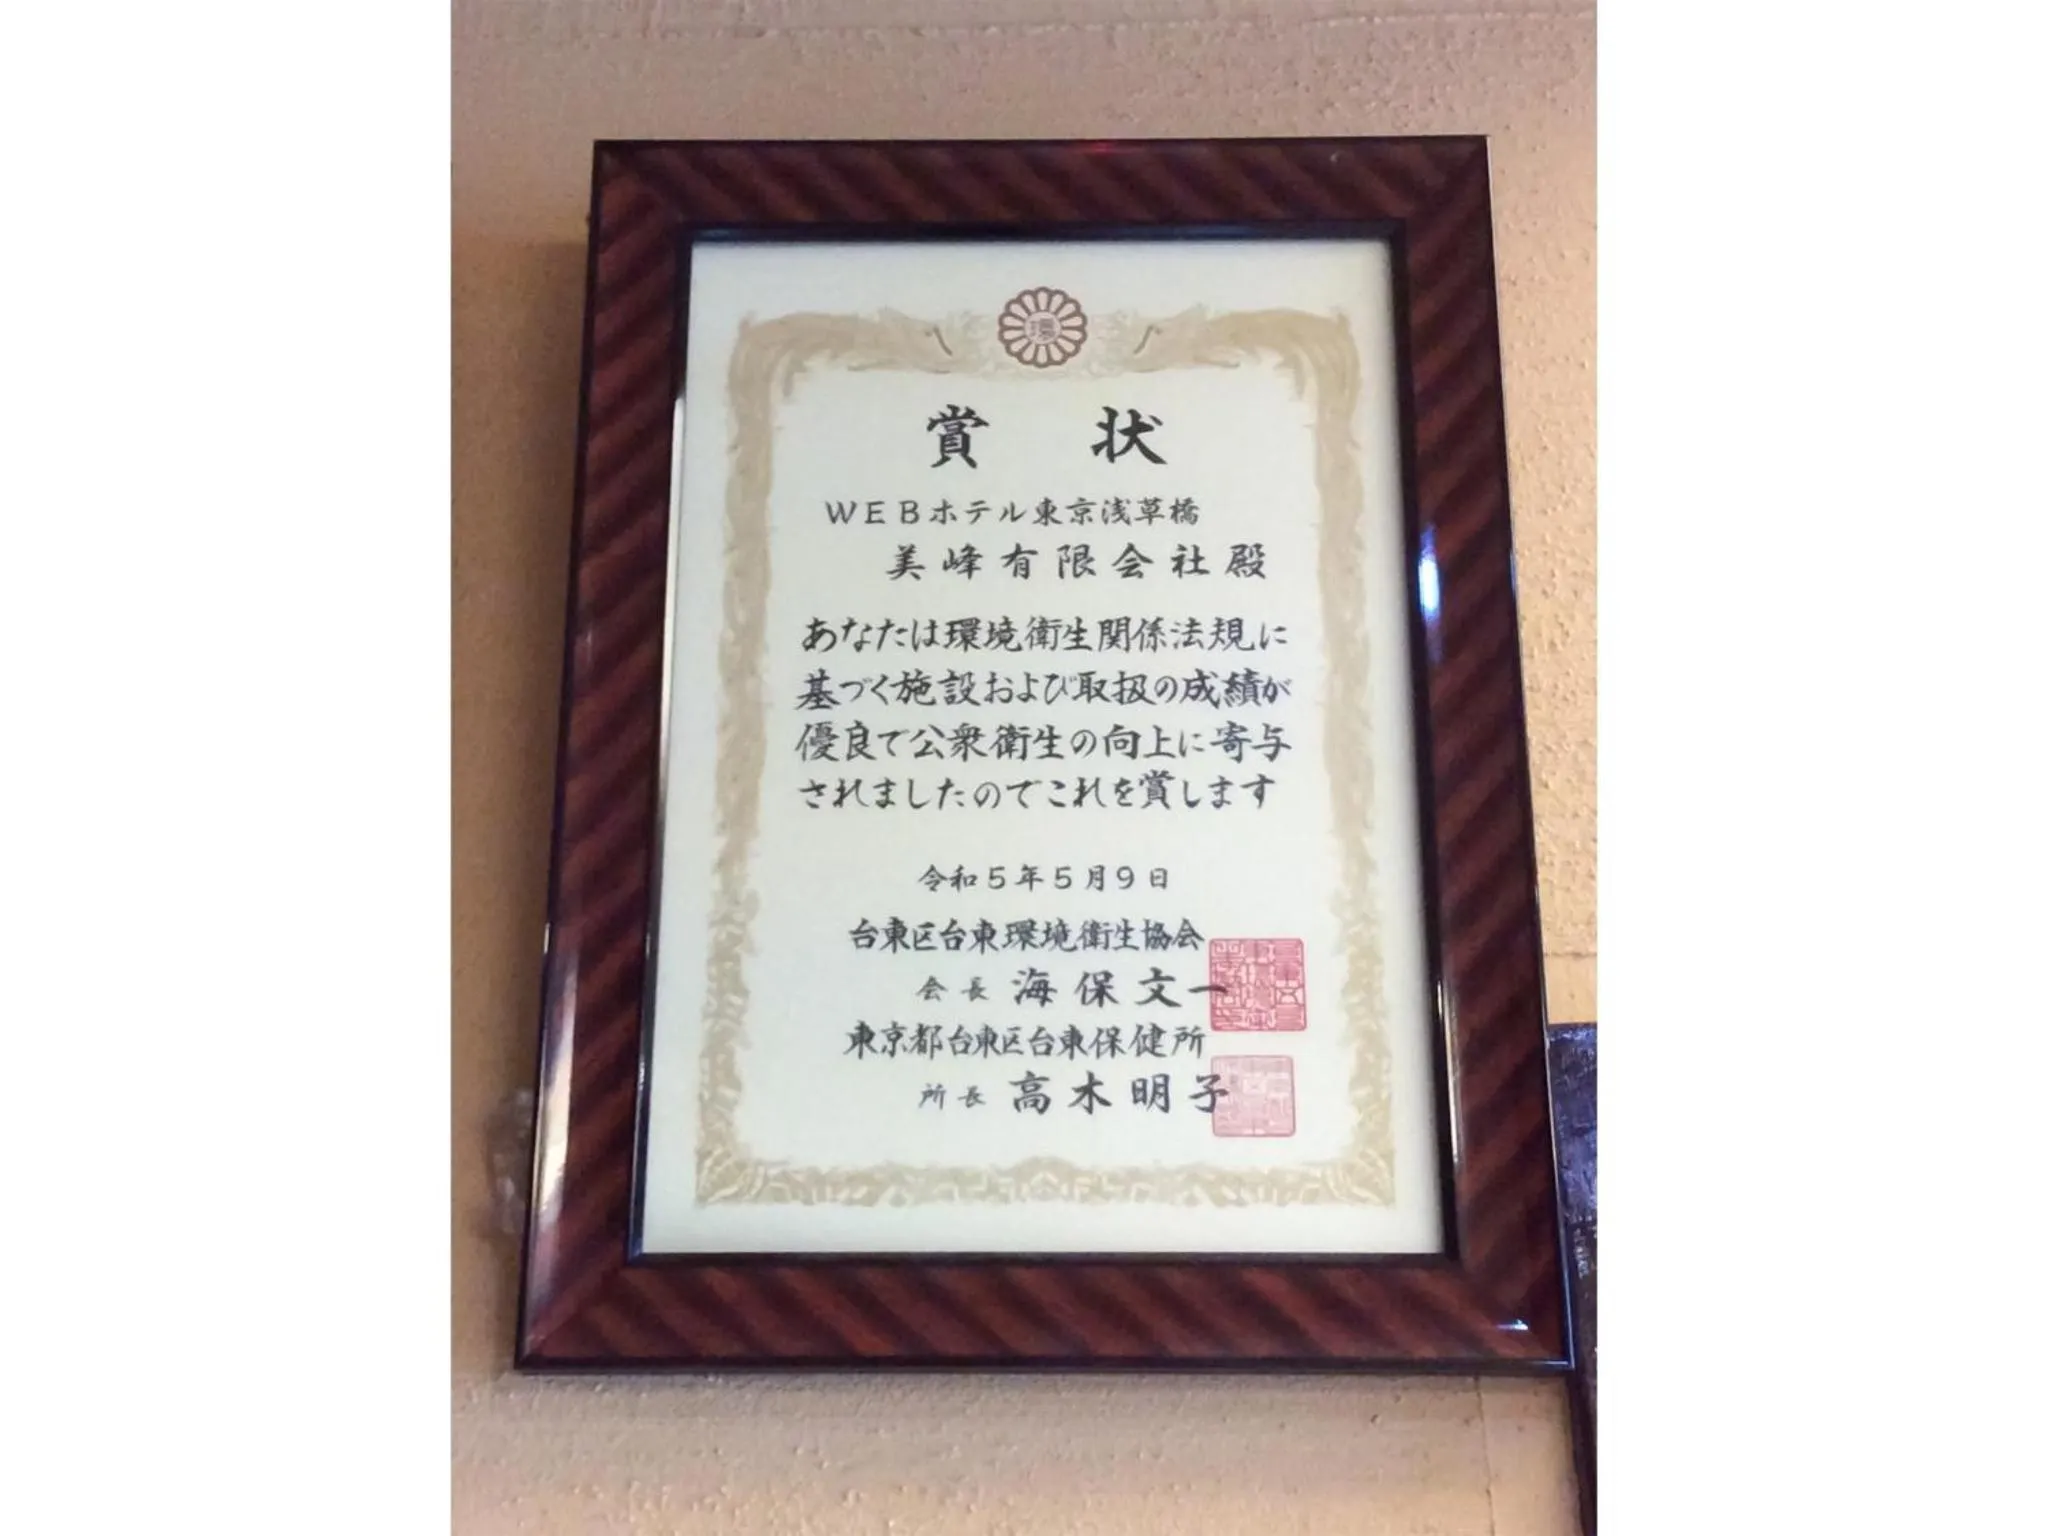 環
賞状
WEBホテル東京浅草橋
美峰有限会社殿
あなたは環境衛生関係法規に
基づく施設および取扱の成績が
優良で公衆衛生の向上に寄与
されましたのでこれを賞します
令和5年5月9日
台東区台東環境衛生協会
会長 海保文一
東京都台東区台東保健所
所長 高木明子